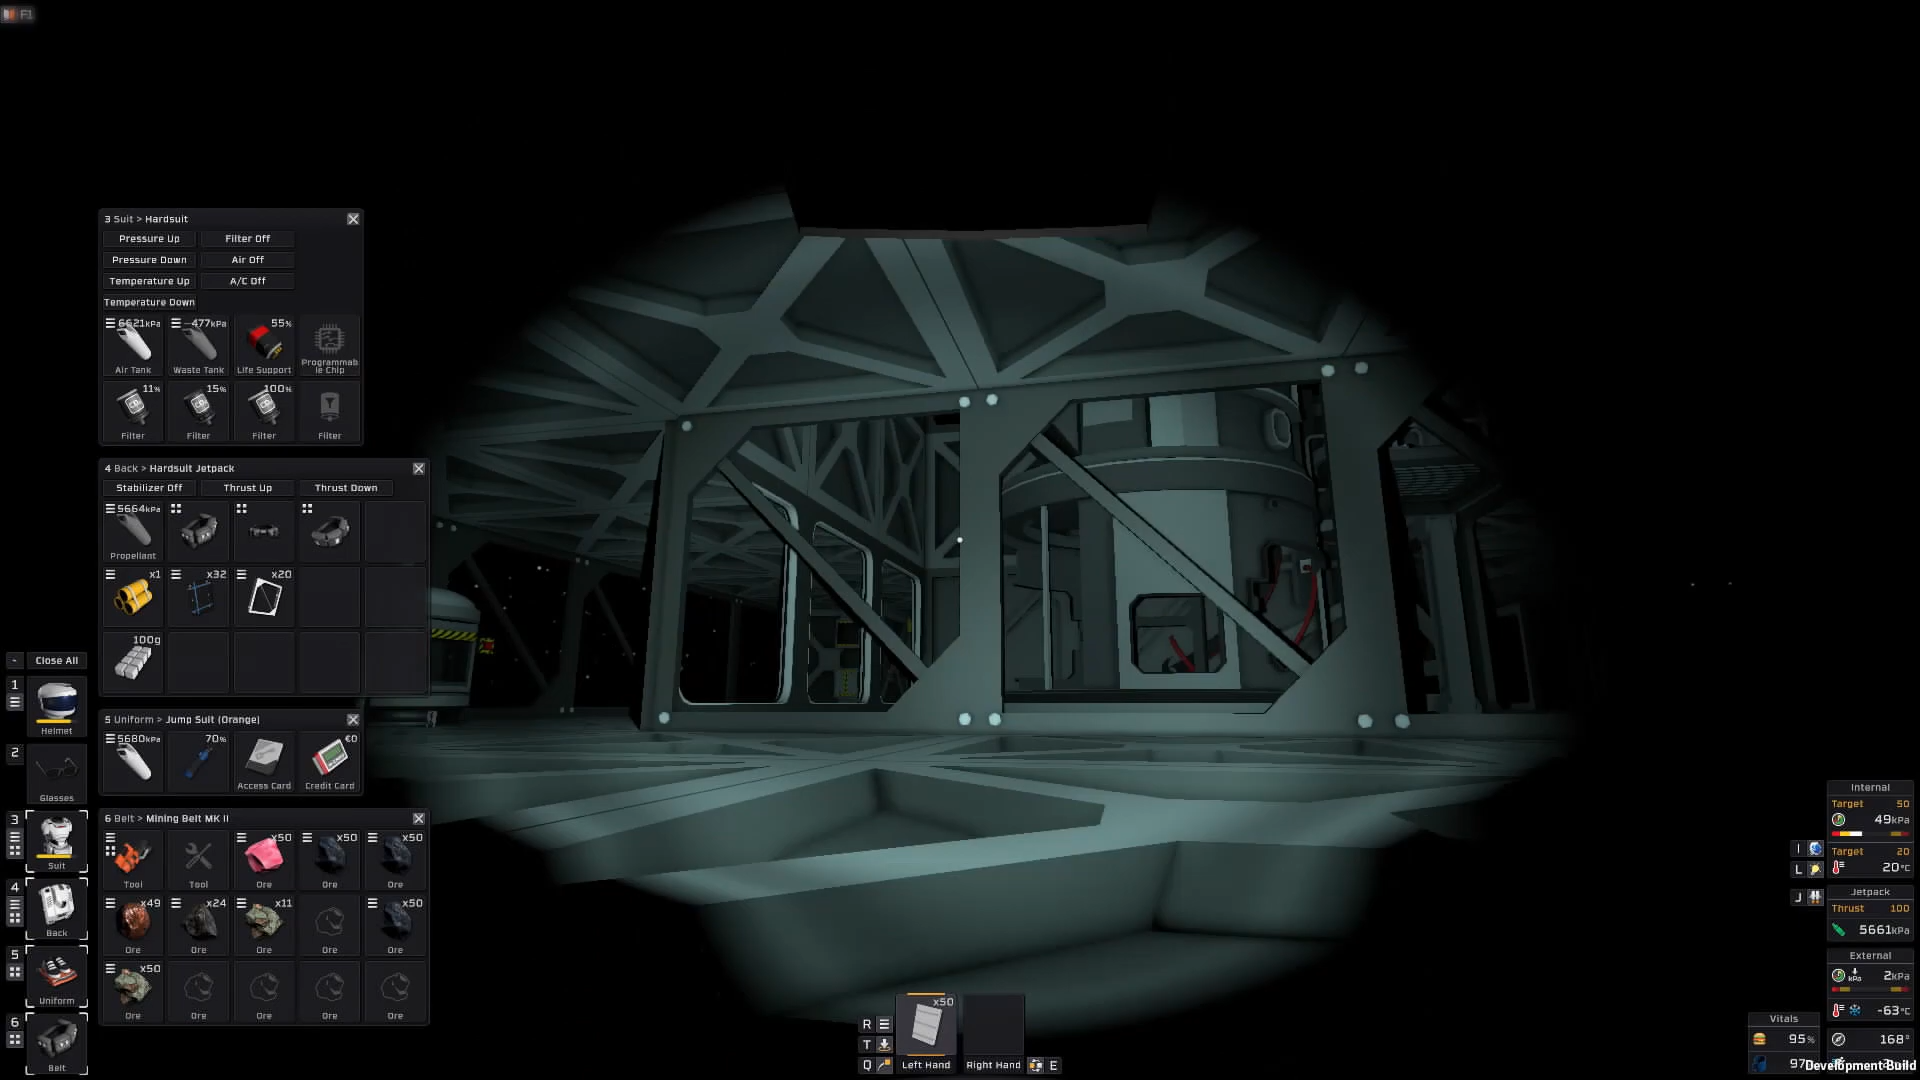 F1
3 Suit > Hardsuit
Pressure Up
Filter Off
Pressure Down
Air Off
Temperature Up
A/C Off
Temperature Down
6621kPa
477kPa
55%
Air Tank
Waste Tank
Life Support
Programmab
le Chip
11%
15%
100%
Filter
Filter
Filter
Filter
4 Back > Hardsuit Jetpack
Stabilizer Off
Thrust Up
Thrust Down
5664kPa
Propellant
x1
x32
x20
100g
5 Uniform > Jump Suit (Orange)
5680kPa
70%
€0
Access Card
Credit Card
6 Belt > Mining Belt MK II
x50
x50
x50
Tool
Tool
Ore
Ore
Ore
x49
x24
x11
x50
Ore
Ore
Ore
Ore
Ore
x50
Ore
Ore
Ore
Ore
Ore
- Close All
1
Helmet
2
Glasses
3
Suit
4
Back
5
Uniform
6
Belt
R
x50
T
Q
Left Hand
Right Hand
E
Internal
Target 50
49kPa
I
Target 20
L
20°C
J
Jetpack
Thrust 100
5661kPa
External
kPa
2kPa
-63°C
Vitals
95%
168°
97
Development Build